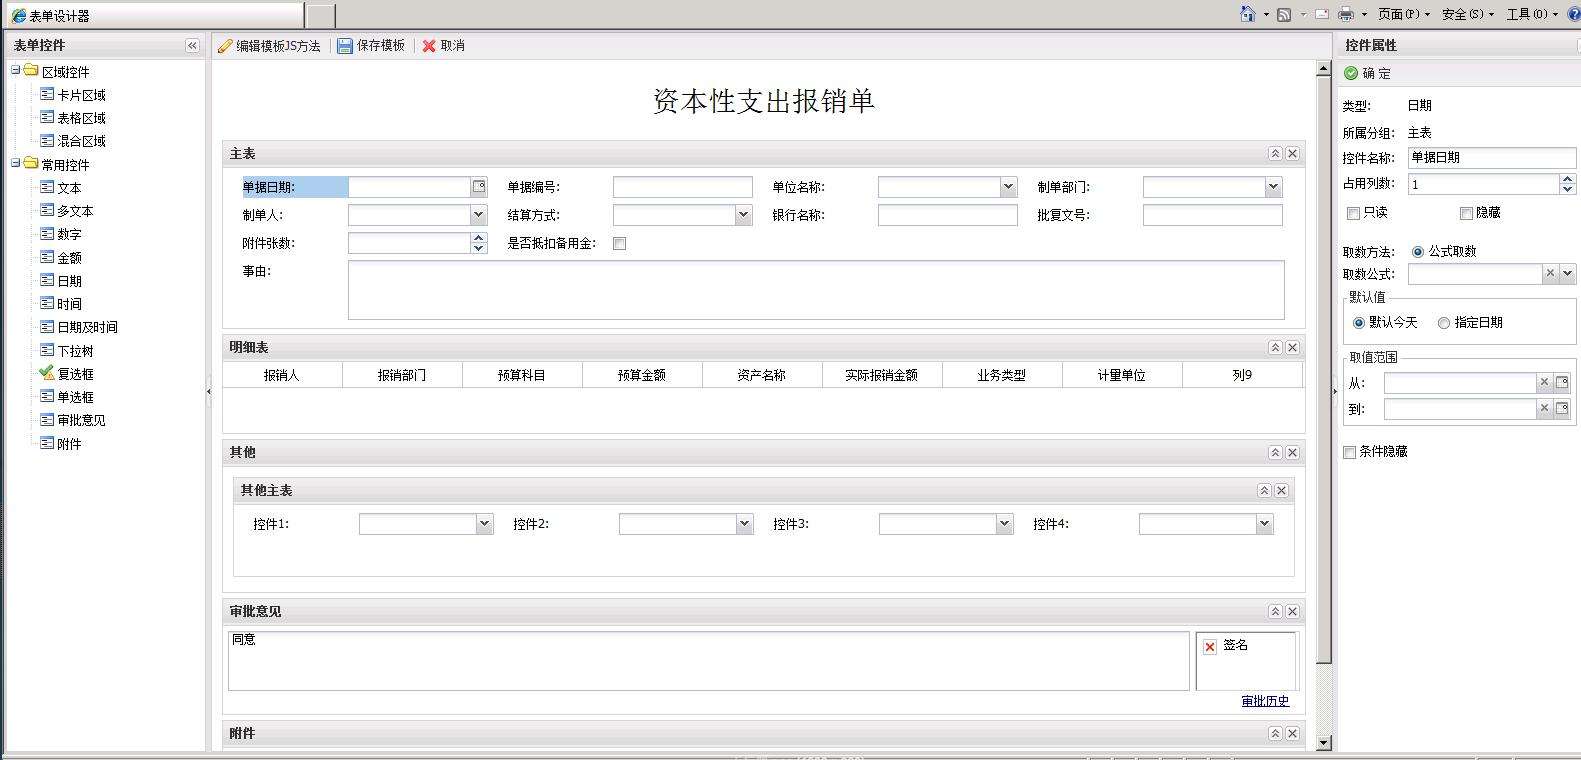 表单设计器
页面(P) 安全(S) 工具(O)
表单控件
区域控件
卡片区域
表格区域
混合区域
常用控件
文本
多文本
数字
金额
日期
时间
日期及时间
下拉树
复选框
单选框
审批意见
附件
编辑模板JS方法 保存模板 取消
资本性支出报销单
主表
单据日期: 单据编号: 单位名称: 制单部门:
制单人: 结算方式: 银行名称: 批复文号:
附件张数: 是否抵扣备用金:
事由:
明细表
报销人 报销部门 预算科目 预算金额 资产名称 实际报销金额 业务类型 计量单位 列9
其他
其他主表
控件1: 控件2: 控件3: 控件4:
审批意见
同意
签名
审批历史
附件
控件属性
确定
类型: 日期
所属分组: 主表
控件名称: 单据日期
占用列数: 1
只读 隐藏
取数方法: 公式取数
取数公式:
默认值
默认今天 指定日期
取值范围
从:
到:
条件隐藏